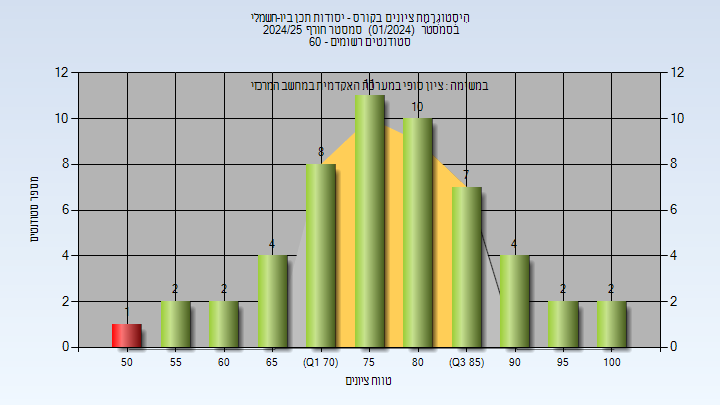 היסטוגרמת ציונים בקורס - יסודות תכן ביו-חשמלי
בסמסטר (01/2024) סמסטר חורף 2024/25
סטודנטים רשומים - 60
במשימה : ציון סופי במערכת האקדמית במחשב המרכזי
12 12
10 10
8 8
6 6
4 4
2 2
0 0
מספר סטודנטים
1 2 2 4 8 11 10 7 4 2 2
50 55 60 65 (Q1 70) 75 80 (Q3 85) 90 95 100
טווח ציונים